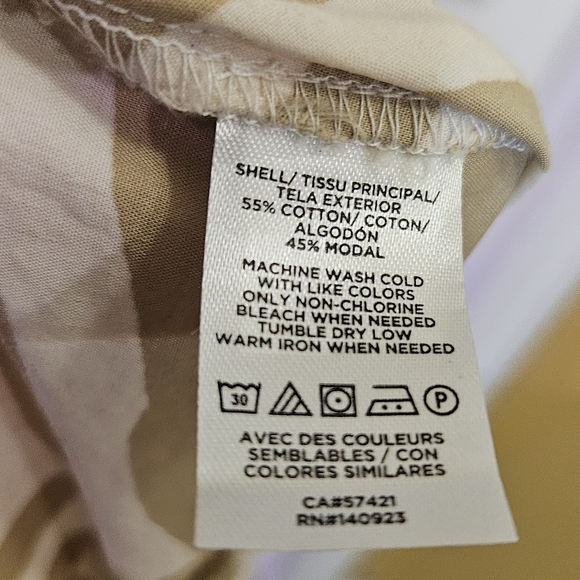 SHELL/ TISSU PRINCIPAL/
TELA EXTERIOR
55% COTTON/ COTON/
ALGODÓN
45% MODAL
MACHINE WASH COLD
WITH LIKE COLORS
ONLY NON-CHLORINE
BLEACH WHEN NEEDED
TUMBLE DRY LOW
WARM IRON WHEN NEEDED
30 P
AVEC DES COULEURS
SEMBLABLES / CON
COLORES SIMILARES
CA#57421
RN#140923